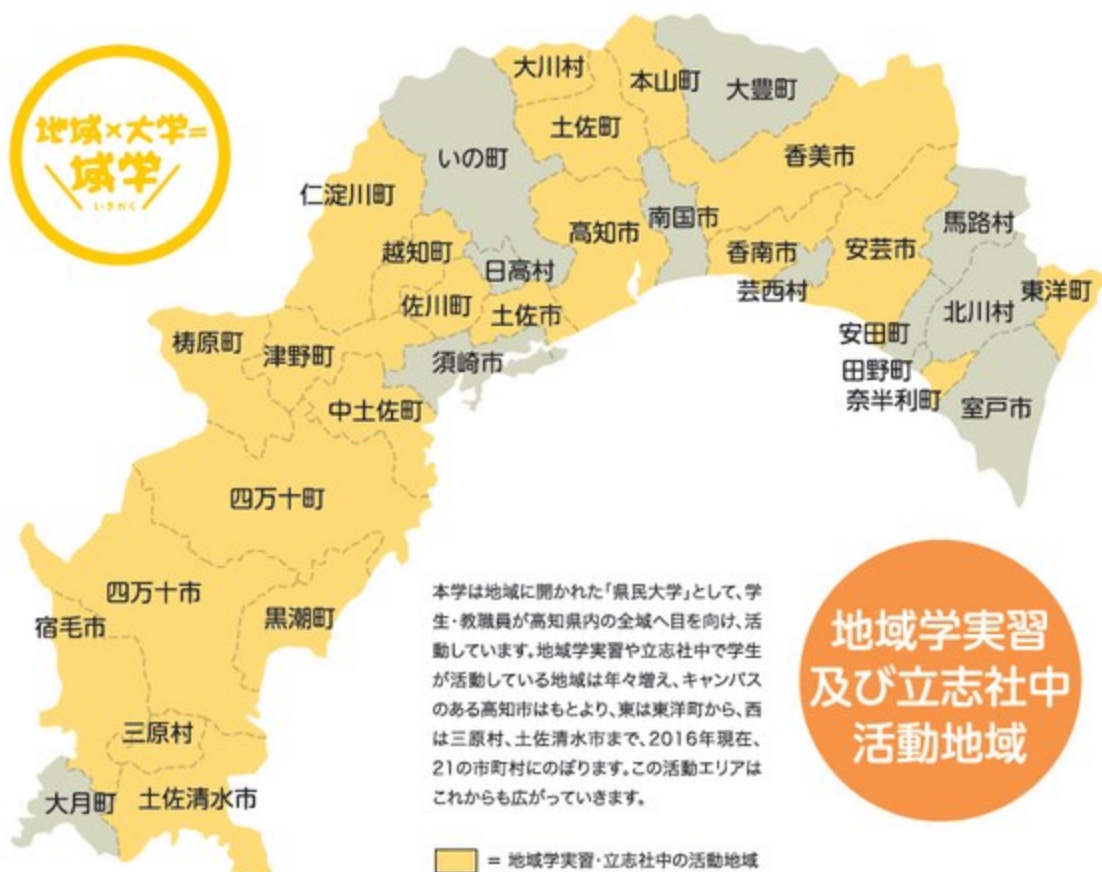 地域×大学=
域学
いきがく
大川村
本山町
大豊町
土佐町
いの町
香美市
仁淀川町
高知市
南国市
馬路村
越知町
香南市
安芸市
日高村
芸西村
東洋町
佐川町
土佐市
北川村
安田町
梼原町
津野町
須崎市
田野町
奈半利町
室戸市
中土佐町
四万十町
四万十市
宿毛市
黒潮町
三原村
大月町
土佐清水市
本学は地域に開かれた「県民大学」として、学
生・教職員が高知県内の全域へ目を向け、活
動しています。地域学実習や立志社中で学生
が活動している地域は年々増え、キャンパス
のある高知市はもとより、東は東洋町から、西
は三原村、土佐清水市まで、2016年現在、
21の市町村にのぼります。この活動エリアは
これからも広がっていきます。
= 地域学実習・立志社中の活動地域
地域学実習
及び立志社中
活動地域